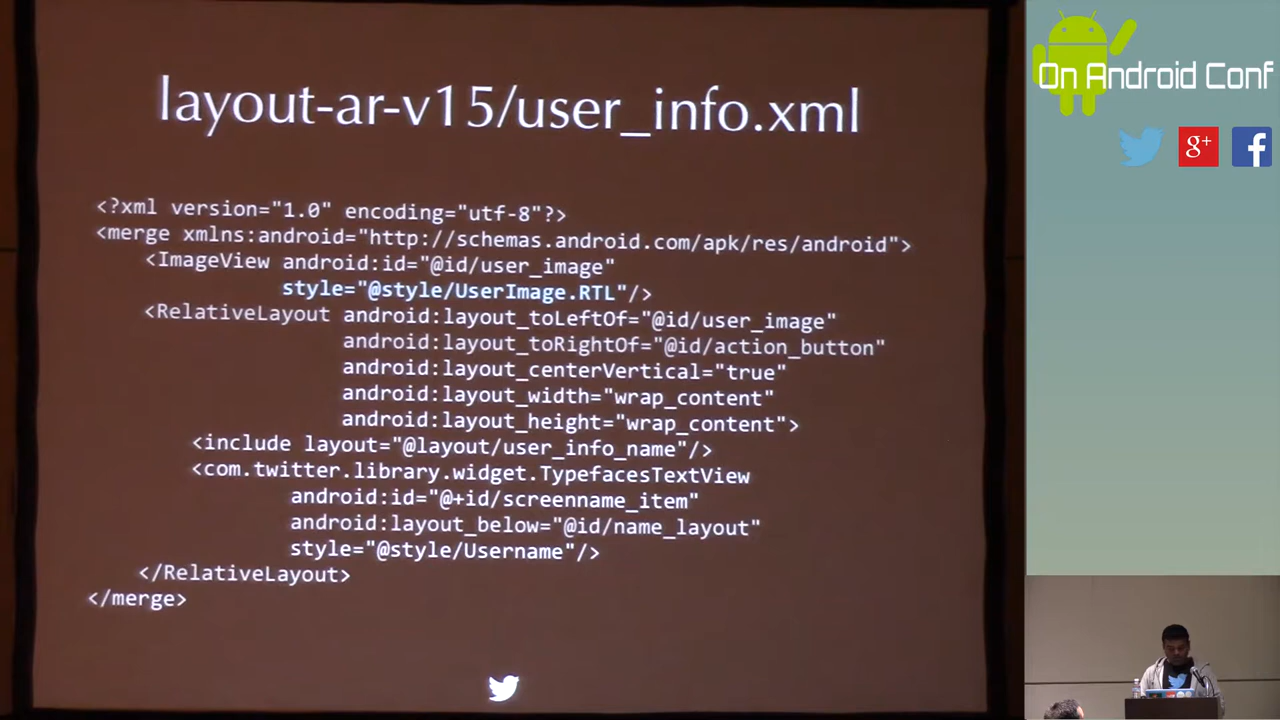 layout-ar-v15/user_info.xml
<?xml version="1.0" encoding="utf-8"?>
<merge xmlns:android="http://schemas.android.com/apk/res/android">
<ImageView android:id="@id/user_image"
style="@style/UserImage.RTL"/>
<RelativeLayout android:layout_toLeftOf="@id/user_image"
android:layout_toRightOf="@id/action_button"
android:layout_centerVertical="true"
android:layout_width="wrap_content"
android:layout_height="wrap_content">
<include layout="@layout/user_info_name"/>
<com.twitter.library.widget.TypefacesTextView
android:id="@+id/screenname_item"
android:layout_below="@id/name_layout"
style="@style/Username"/>
</RelativeLayout>
</merge>
On Android Conf
g+
f